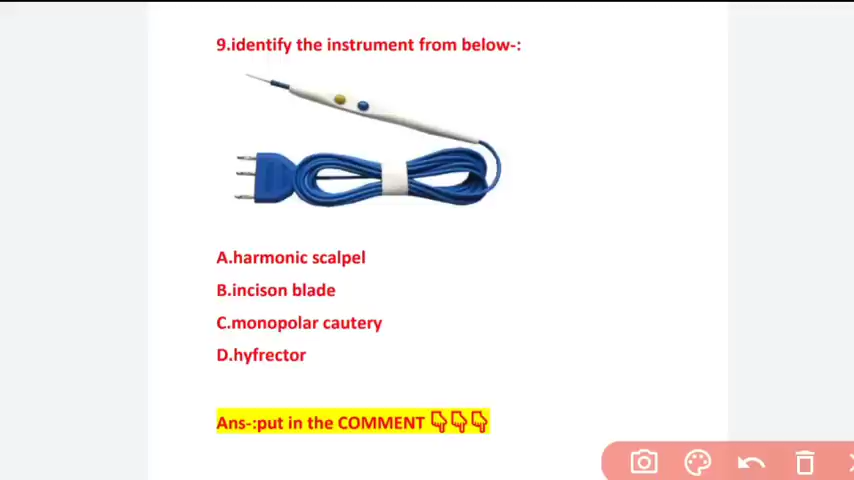 9.identify the instrument from below-:
A.harmonic scalpel
B.incison blade
C.monopolar cautery
D.hyfrector
Ans-:put in the COMMENT 👇👇👇